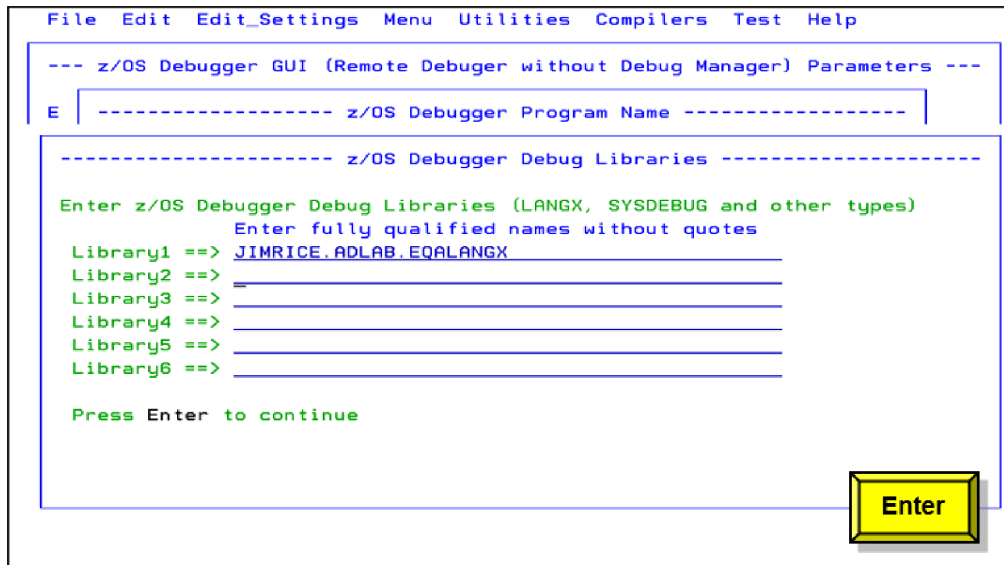 File Edit Edit_Settings Menu Utilities Compilers Test Help
--- z/OS Debugger GUI (Remote Debuger without Debug Manager) Parameters ---
E ------------------- z/OS Debugger Program Name ------------------
---------------------- z/OS Debugger Debug Libraries ---------------------
Enter z/OS Debugger Debug Libraries (LANGX, SYSDEBUG and other types)
Enter fully qualified names without quotes
Library1 ==> JIMRICE.ADLAB.EQALANGX
Library2 ==>
Library3 ==>
Library4 ==>
Library5 ==>
Library6 ==>
Press Enter to continue
Enter